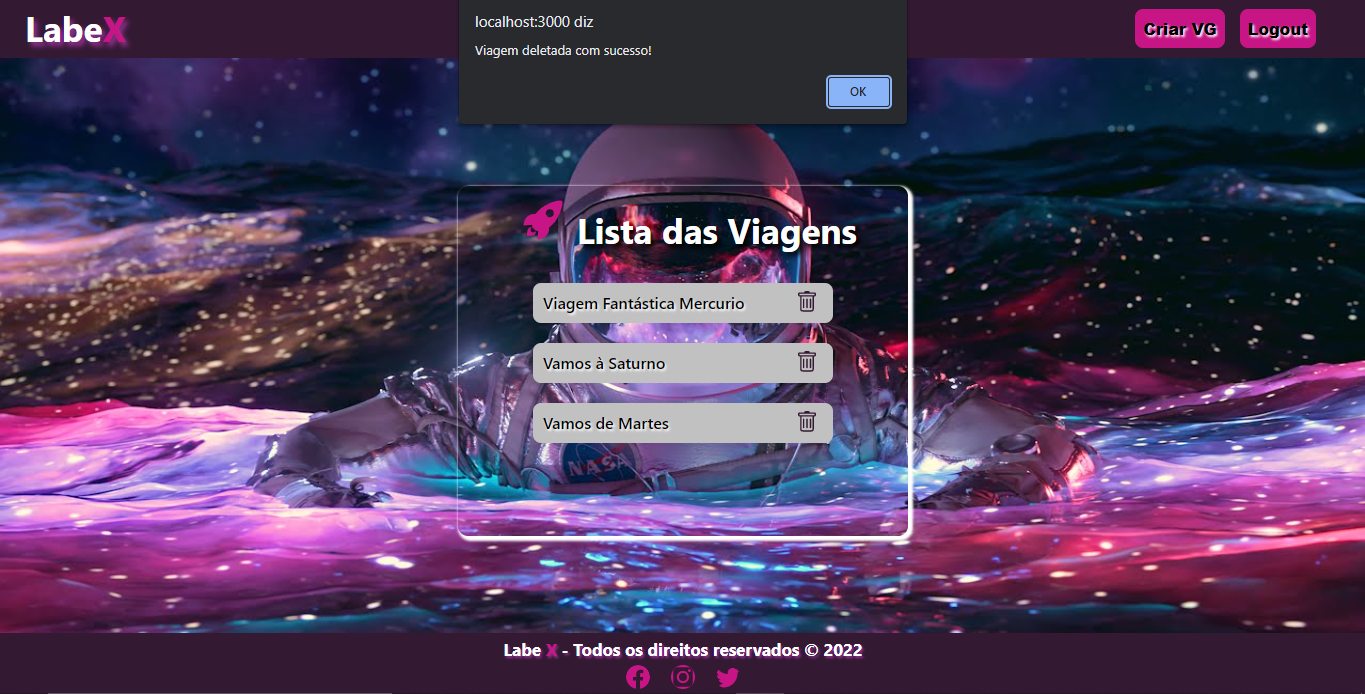 LabeX
localhost:3000 diz
Viagem deletada com sucesso!
OK
Criar VG
Logout
Lista das Viagens
Viagem Fantástica Mercurio
Vamos à Saturno
Vamos de Martes
NASA
Labe X - Todos os direitos reservados © 2022